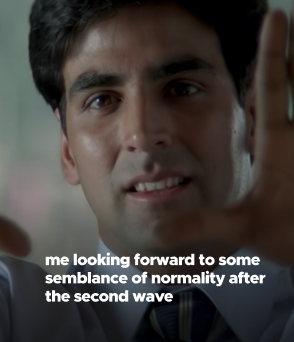 me looking forward to some
semblance of normality after
the second wave